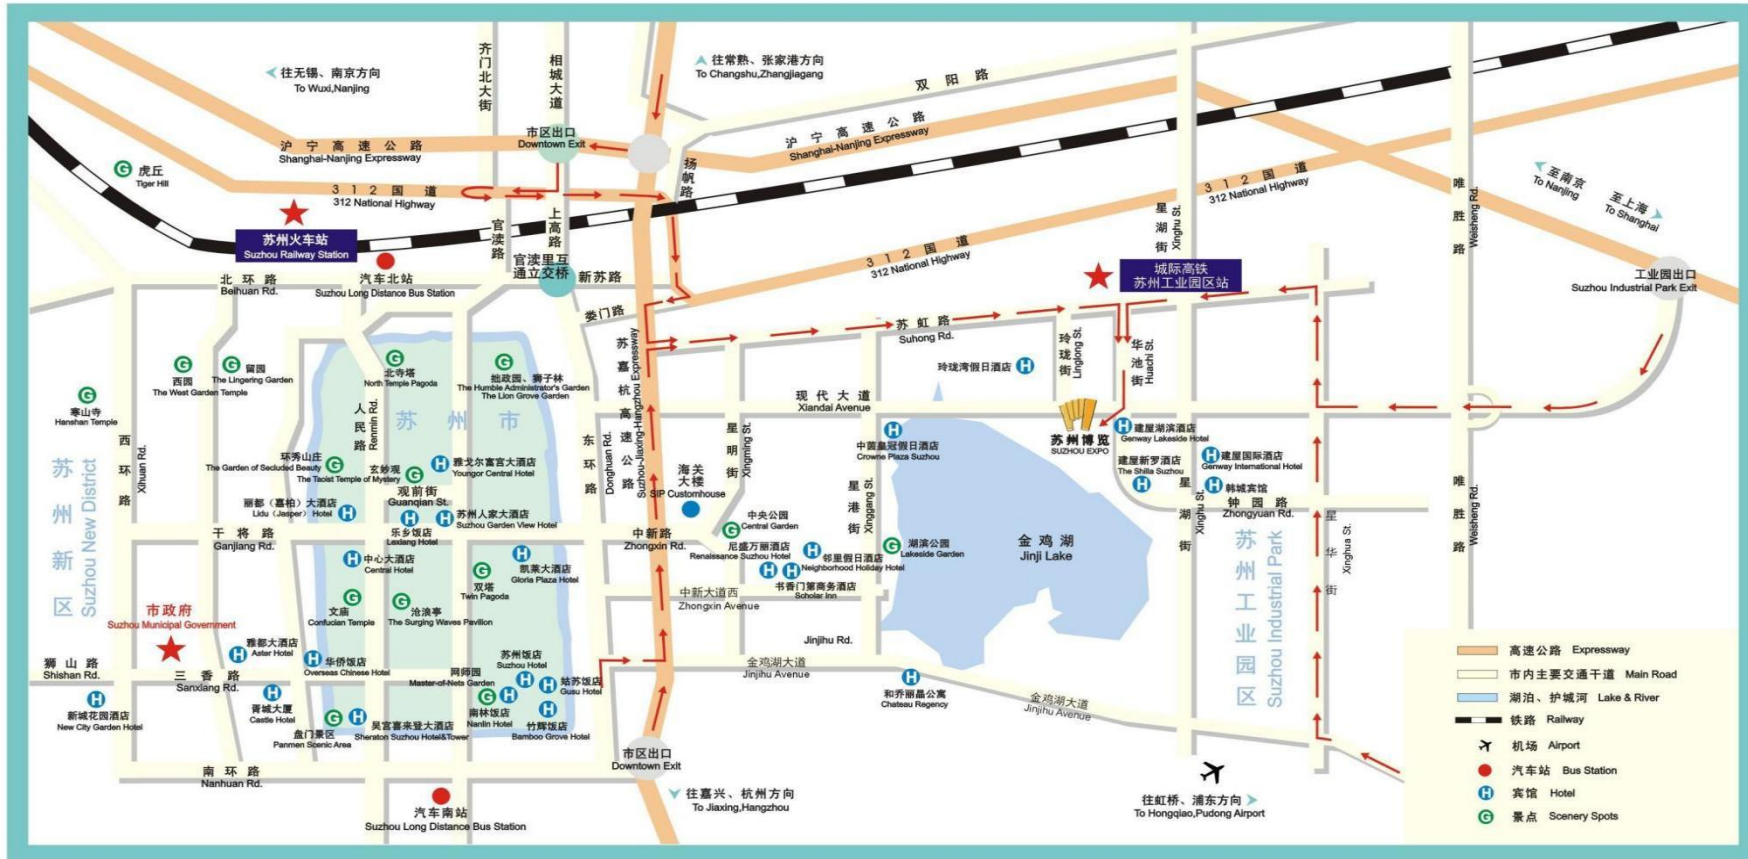 往无锡、南京方向
To Wuxi,Nanjing
齐门北大街
相城大道
往常熟、张家港方向
To Changshu,Zhangjiagang
双阳路
市区出口
Downtown Exit
沪宁高速公路
Shanghai-Nanjing Expressway
沪宁高速公路
Shanghai-Nanjing Expressway
扬帆路
虎丘
Tiger Hill
312国道
312 National Highway
312国道
312 National Highway
唯胜路
Weisheng Rd.
至南京
To Nanjing
至上海
To Shanghai
苏州火车站
Suzhou Railway Station
官渎路
上高路
星湖街
Xinghu St.
312国道
312 National Highway
官渎里互
通立交桥
新苏路
城际高铁
苏州工业园区站
工业园出口
Suzhou Industrial Park Exit
北环路
Beihuan Rd.
汽车北站
Suzhou Long Distance Bus Station
娄门路
苏虹路
Suhong Rd.
苏嘉杭高速公路
Suzhou-Jiaxing-Hangzhou Expressway
玲珑街
Linglong St.
华池街
Huachi St.
西园
The West Garden Temple
留园
The Lingering Garden
北寺塔
North Temple Pagoda
拙政园、狮子林
The Humble Administrator's Garden
The Lion Grove Garden
玲珑湾假日酒店
寒山寺
Hanshan Temple
人民路
Renmin Rd.
苏州市
现代大道
Xiandai Avenue
苏州博览
SUZHOU EXPO
建屋湖滨酒店
Genway Lakeside Hotel
西环路
Xihuan Rd.
苏州新区
Suzhou New District
环秀山庄
The Garden of Secluded Beauty
玄妙观
The Taoist Temple of Mystery
雅戈尔富宫大酒店
Youngor Central Hotel
东环路
Donghuan Rd.
星明街
Xingming St.
中茵皇冠假日酒店
Crowne Plaza Suzhou
建屋新罗酒店
The Shilla Suzhou
建屋国际酒店
Genway International Hotel
海关
大楼
SIP Customhouse
观前街
Guanqian St.
丽都（嘉柏）大酒店
Lidu（Jasper）Hotel
乐乡饭店
Lexiang Hotel
苏州人家大酒店
Suzhou Garden View Hotel
星港街
Xinggang St.
星湖街
Xinghu St.
韩城宾馆
钟园路
Zhongyuan Rd.
唯胜路
Weisheng Rd.
干将路
Ganjiang Rd.
中新路
Zhongxin Rd.
中央公园
Central Garden
尼盛万丽酒店
Renaissance Suzhou Hotel
邻里假日酒店
Neighborhood Holiday Hotel
湖滨公园
Lakeside Garden
金鸡湖
Jinji Lake
苏州工业园区
Suzhou Industrial Park
星华街
Xinghua St.
中心大酒店
Central Hotel
双塔
Twin Pagoda
凯莱大酒店
Gloria Plaza Hotel
书香门第商务酒店
Scholar Inn
中新大道西
Zhongxin Avenue
市政府
Suzhou Municipal Government
文庙
Confucian Temple
沧浪亭
The Surging Waves Pavilion
Jinjihu Rd.
狮山路
Shishan Rd.
三香路
Sanxiang Rd.
雅都大酒店
Aster Hotel
华侨饭店
Overseas Chinese Hotel
网师园
Master-of-Nets Garden
苏州饭店
Suzhou Hotel
姑苏饭店
Gusu Hotel
金鸡湖大道
Jinjihu Avenue
和乔丽晶公寓
Chateau Regency
金鸡湖大道
Jinjihu Avenue
新城花园酒店
New City Garden Hotel
胥城大厦
Castle Hotel
盘门景区
Panmen Scenic Area
吴宫喜来登大酒店
Sheraton Suzhou Hotel&Tower
南林饭店
Nanlin Hotel
竹辉饭店
Bamboo Grove Hotel
南环路
Nanhuan Rd.
市区出口
Downtown Exit
汽车南站
Suzhou Long Distance Bus Station
往嘉兴、杭州方向
To Jiaxing,Hangzhou
往虹桥、浦东方向
To Hongqiao,Pudong Airport
高速公路 Expressway
市内主要交通干道 Main Road
湖泊、护城河 Lake & River
铁路 Railway
机场 Airport
汽车站 Bus Station
H 宾馆 Hotel
G 景点 Scenery Spots